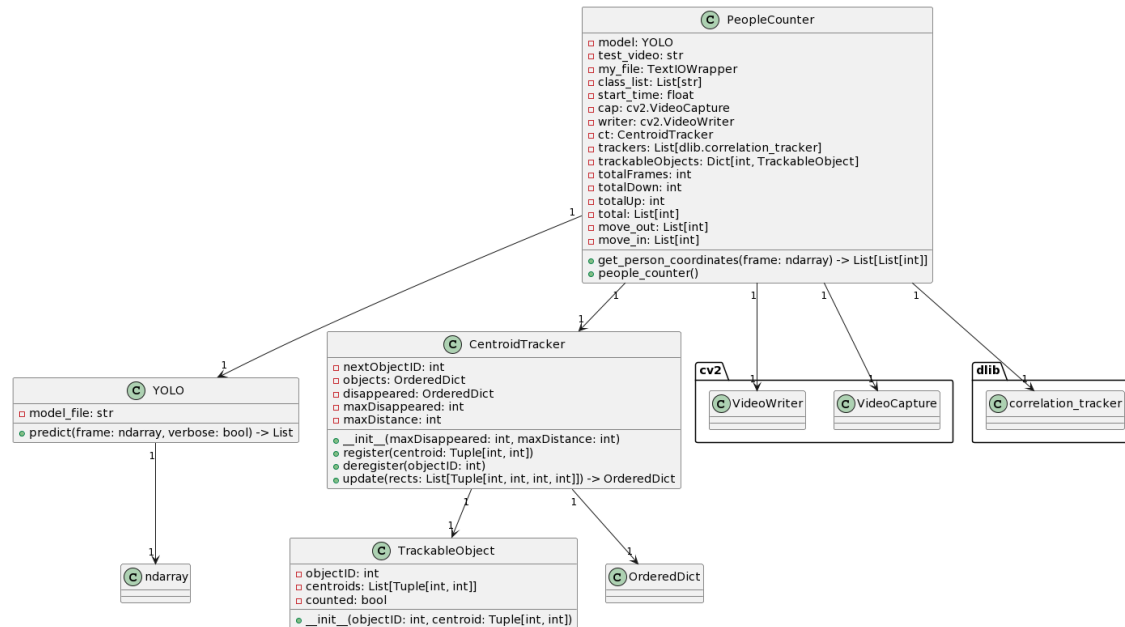 C PeopleCounter
model: YOLO
test_video: str
my_file: TextIOWrapper
class_list: List[str]
start_time: float
cap: cv2.VideoCapture
writer: cv2.VideoWriter
ct: CentroidTracker
trackers: List[dlib.correlation_tracker]
trackableObjects: Dict[int, TrackableObject]
totalFrames: int
totalDown: int
totalUp: int
total: List[int]
move_out: List[int]
move_in: List[int]
get_person_coordinates(frame: ndarray) -> List[List[int]]
people_counter()
1
1
1
1
1
1
1
C CentroidTracker
nextObjectID: int
objects: OrderedDict
disappeared: OrderedDict
maxDisappeared: int
maxDistance: int
__init__(maxDisappeared: int, maxDistance: int)
register(centroid: Tuple[int, int])
deregister(objectID: int)
update(rects: List[Tuple[int, int, int, int]]) -> OrderedDict
C YOLO
model_file: str
predict(frame: ndarray, verbose: bool) -> List
cv2
1
1
C VideoWriter
C VideoCapture
dlib
1
C correlation_tracker
1
1
1
1
1
1
C ndarray
C TrackableObject
objectID: int
centroids: List[Tuple[int, int]]
counted: bool
__init__(objectID: int, centroid: Tuple[int, int])
C OrderedDict